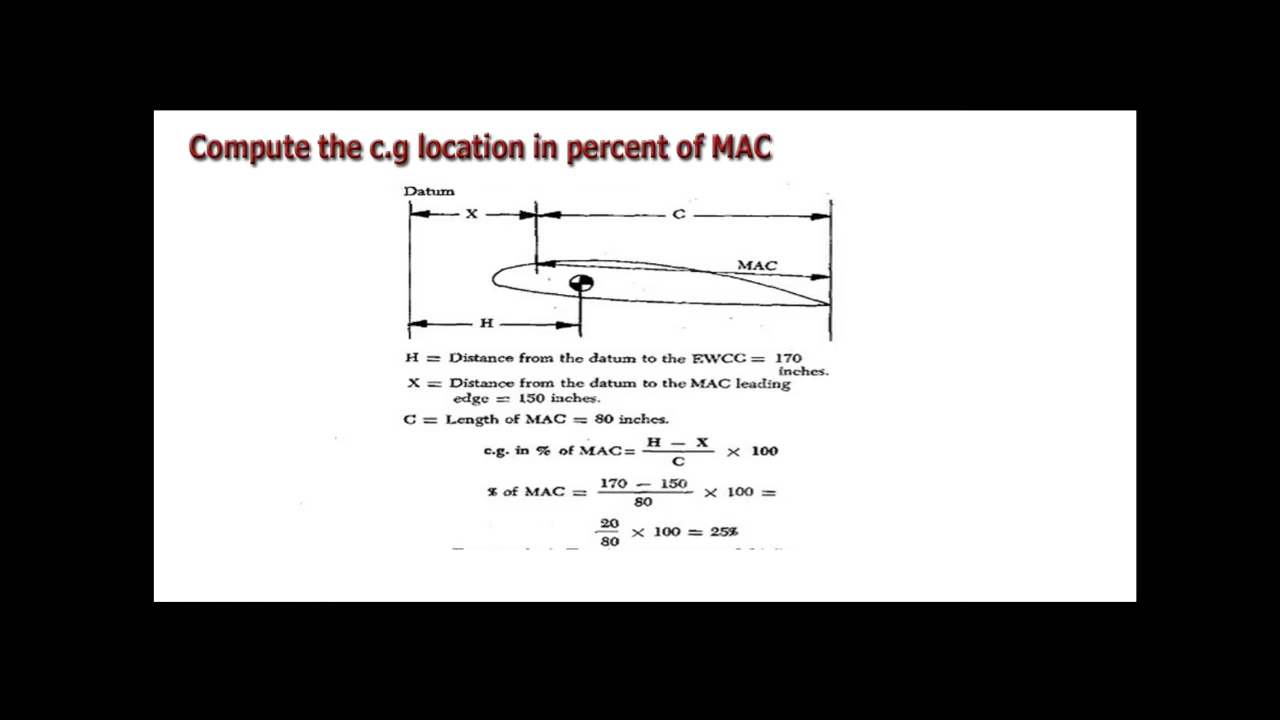 Compute the c.g location in percent of MAC
Datum
X
C
MAC
H
H = Distance from the datum to the EWCG = 170
inches.
X = Distance from the datum to the MAC leading
edge = 150 inches.
C = Length of MAC = 80 inches.
c.g. in % of MAC= H - X / C × 100
% of MAC = 170 - 150 / 80 × 100 =
20 / 80 × 100 = 25%